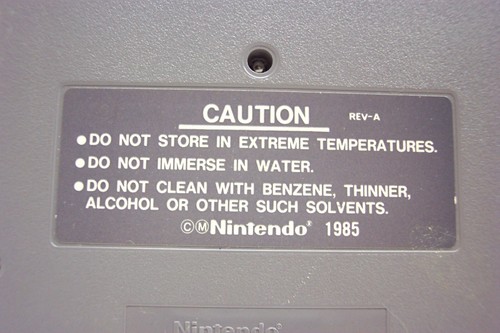 CAUTION REV-A
•DO NOT STORE IN EXTREME TEMPERATURES.
•DO NOT IMMERSE IN WATER.
•DO NOT CLEAN WITH BENZENE, THINNER,
ALCOHOL OR OTHER SUCH SOLVENTS.
©ⓂNintendo® 1985
Nintendo